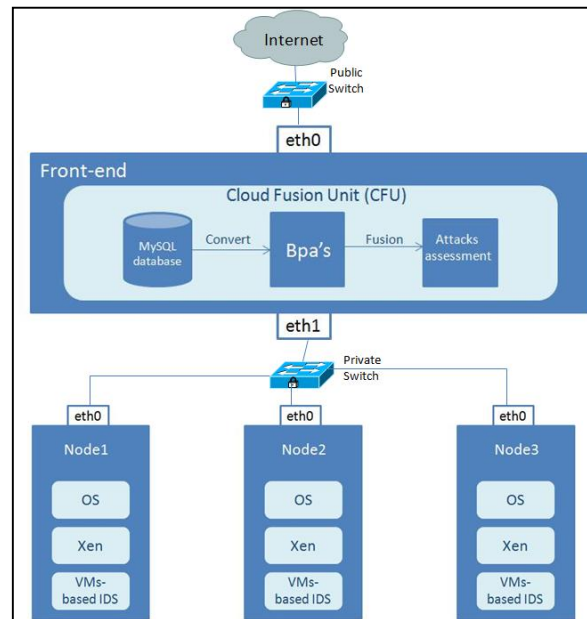 Internet
Public
Switch
eth0
Front-end
Cloud Fusion Unit (CFU)
MySQL
database
Convert
Bpa's
Fusion
Attacks
assessment
eth1
Private
Switch
eth0
eth0
eth0
Node1
OS
Xen
VMs-
based IDS
Node2
OS
Xen
VMs-
based IDS
Node3
OS
Xen
VMs-
based IDS